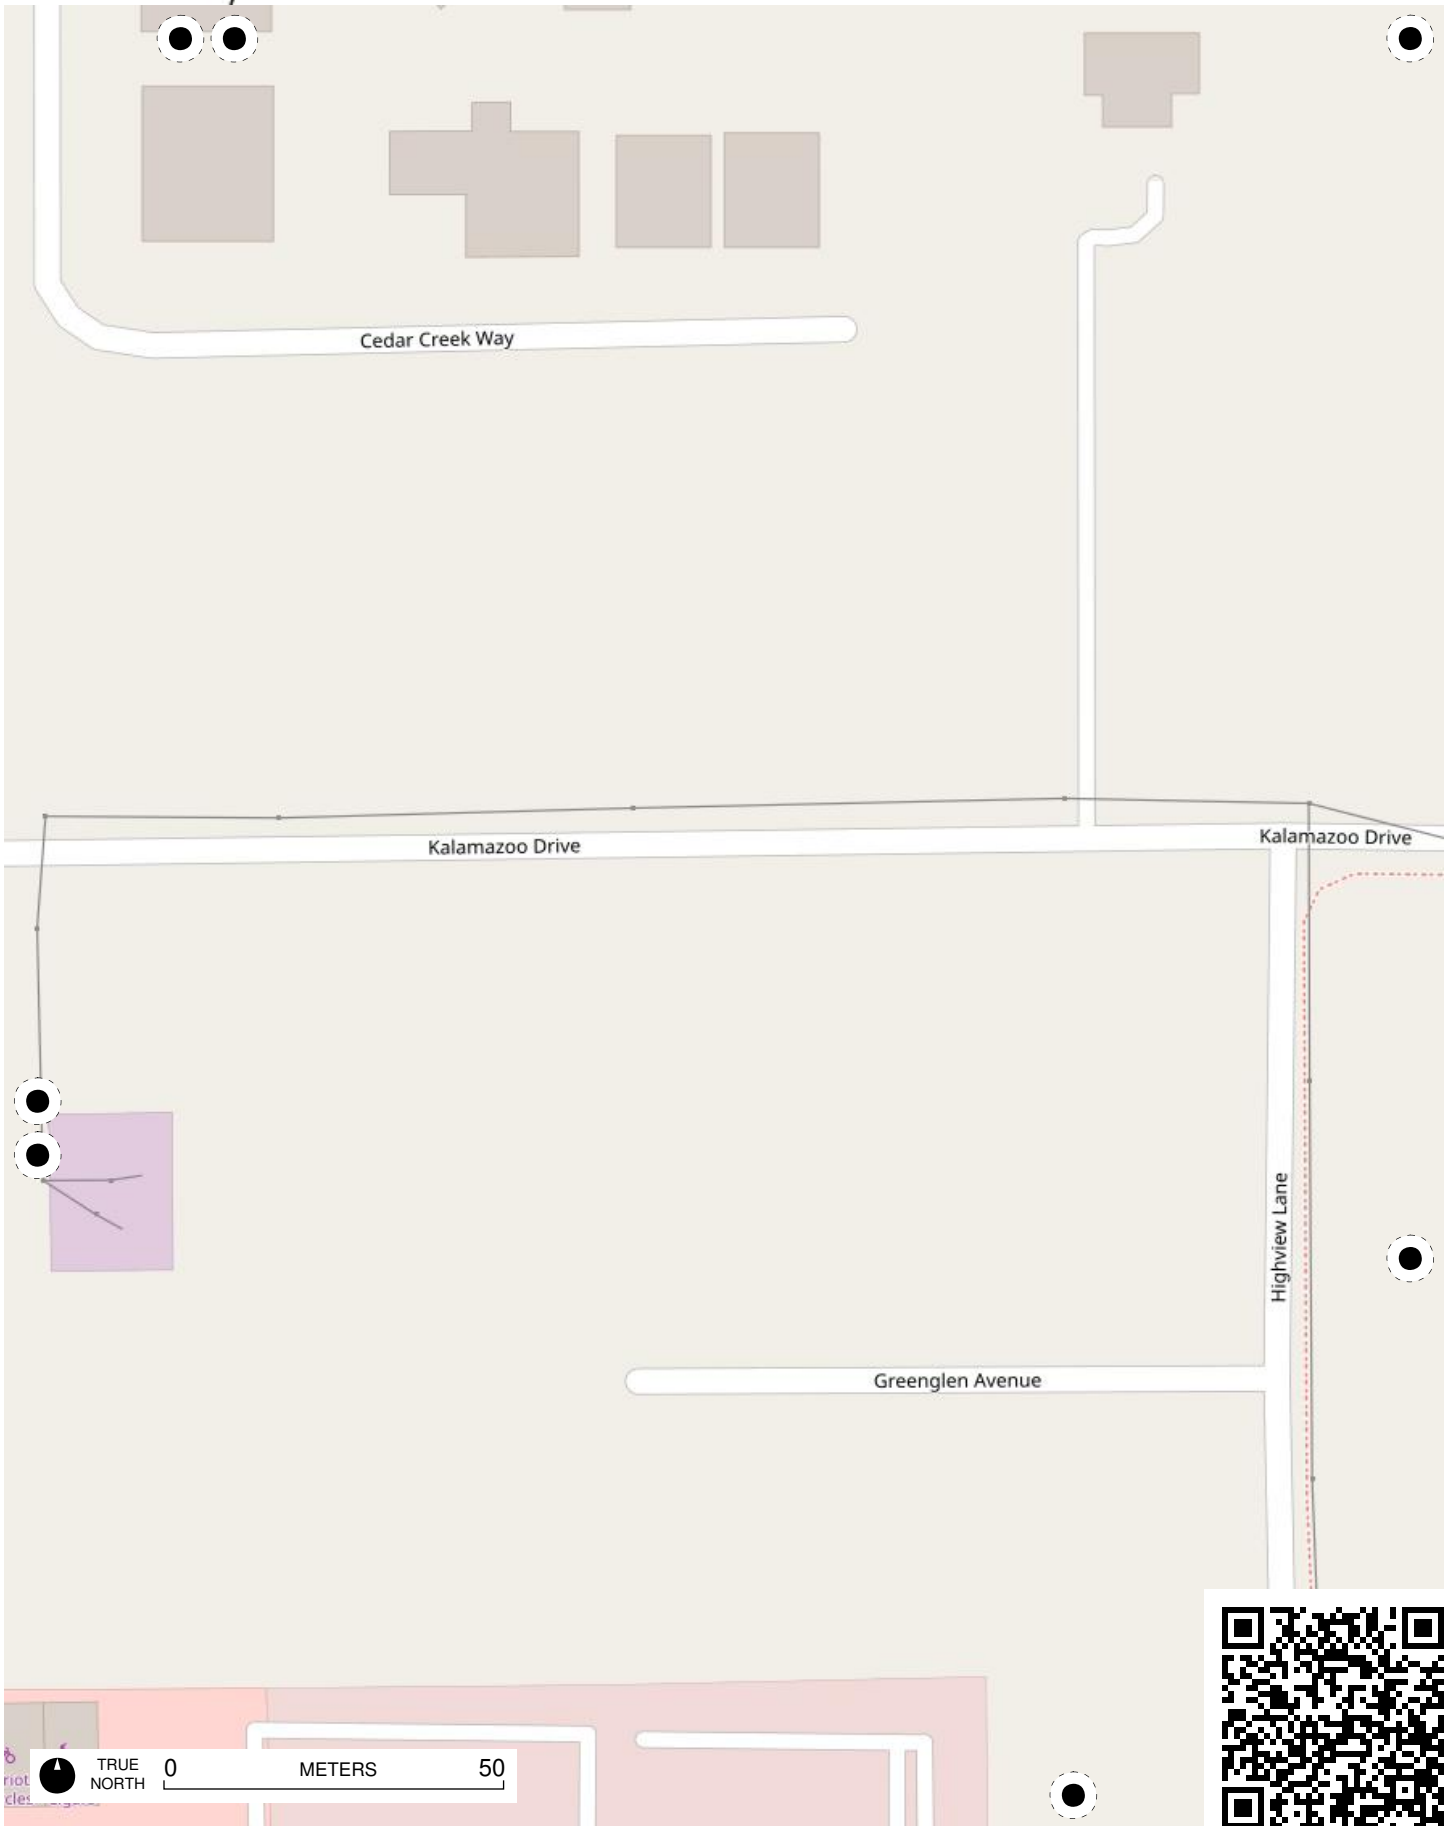 Cedar Creek Way
Kalamazoo Drive
Kalamazoo Drive
Highview Lane
Greenglen Avenue
TRUE
NORTH
0
METERS
50